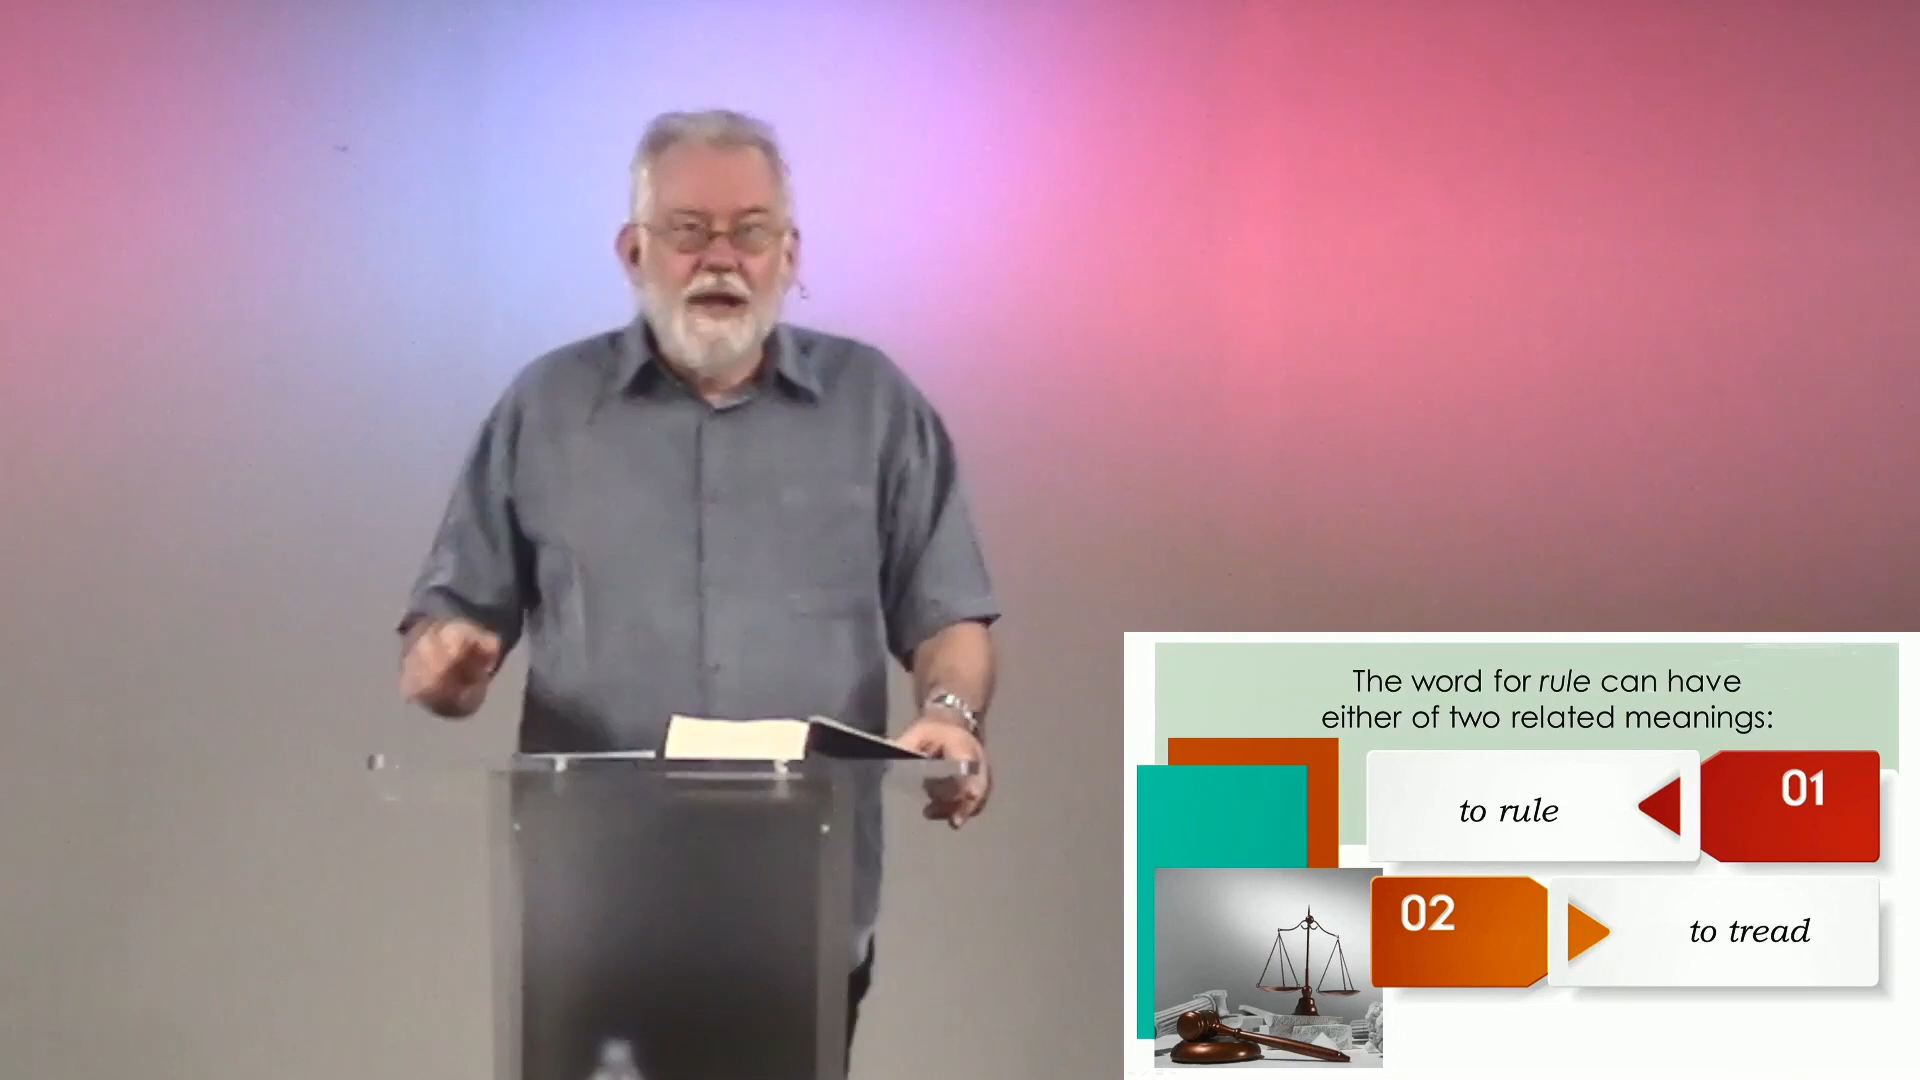 The word for rule can have
either of two related meanings:
to rule
01
02
to tread